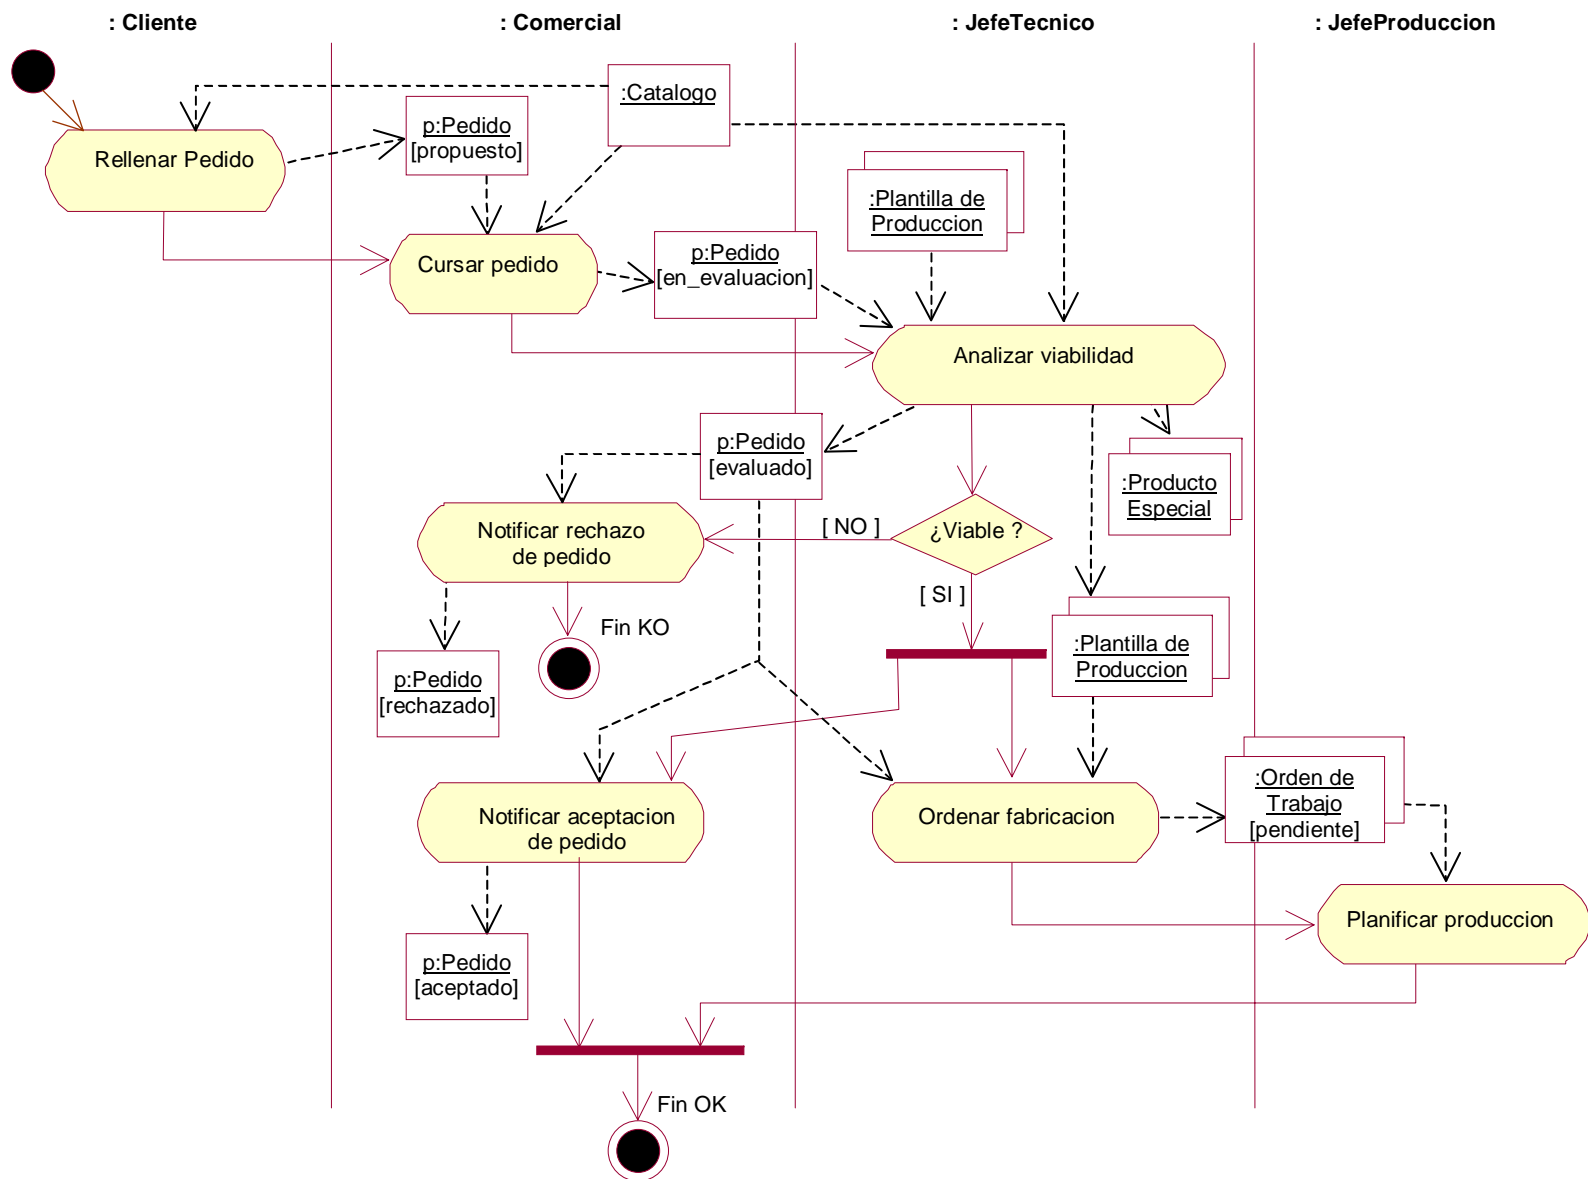 : Cliente
: Comercial
: JefeTecnico
: JefeProduccion
:Catalogo
p:Pedido
[propuesto]
Rellenar Pedido
:Plantilla de
Produccion
Cursar pedido
p:Pedido
[en_evaluacion]
Analizar viabilidad
p:Pedido
[evaluado]
:Producto
Especial
Notificar rechazo
de pedido
[ NO ]
¿Viable ?
[ SI ]
Fin KO
:Plantilla de
Produccion
p:Pedido
[rechazado]
:Orden de
Trabajo
[pendiente]
Notificar aceptacion
de pedido
Ordenar fabricacion
Planificar produccion
p:Pedido
[aceptado]
Fin OK